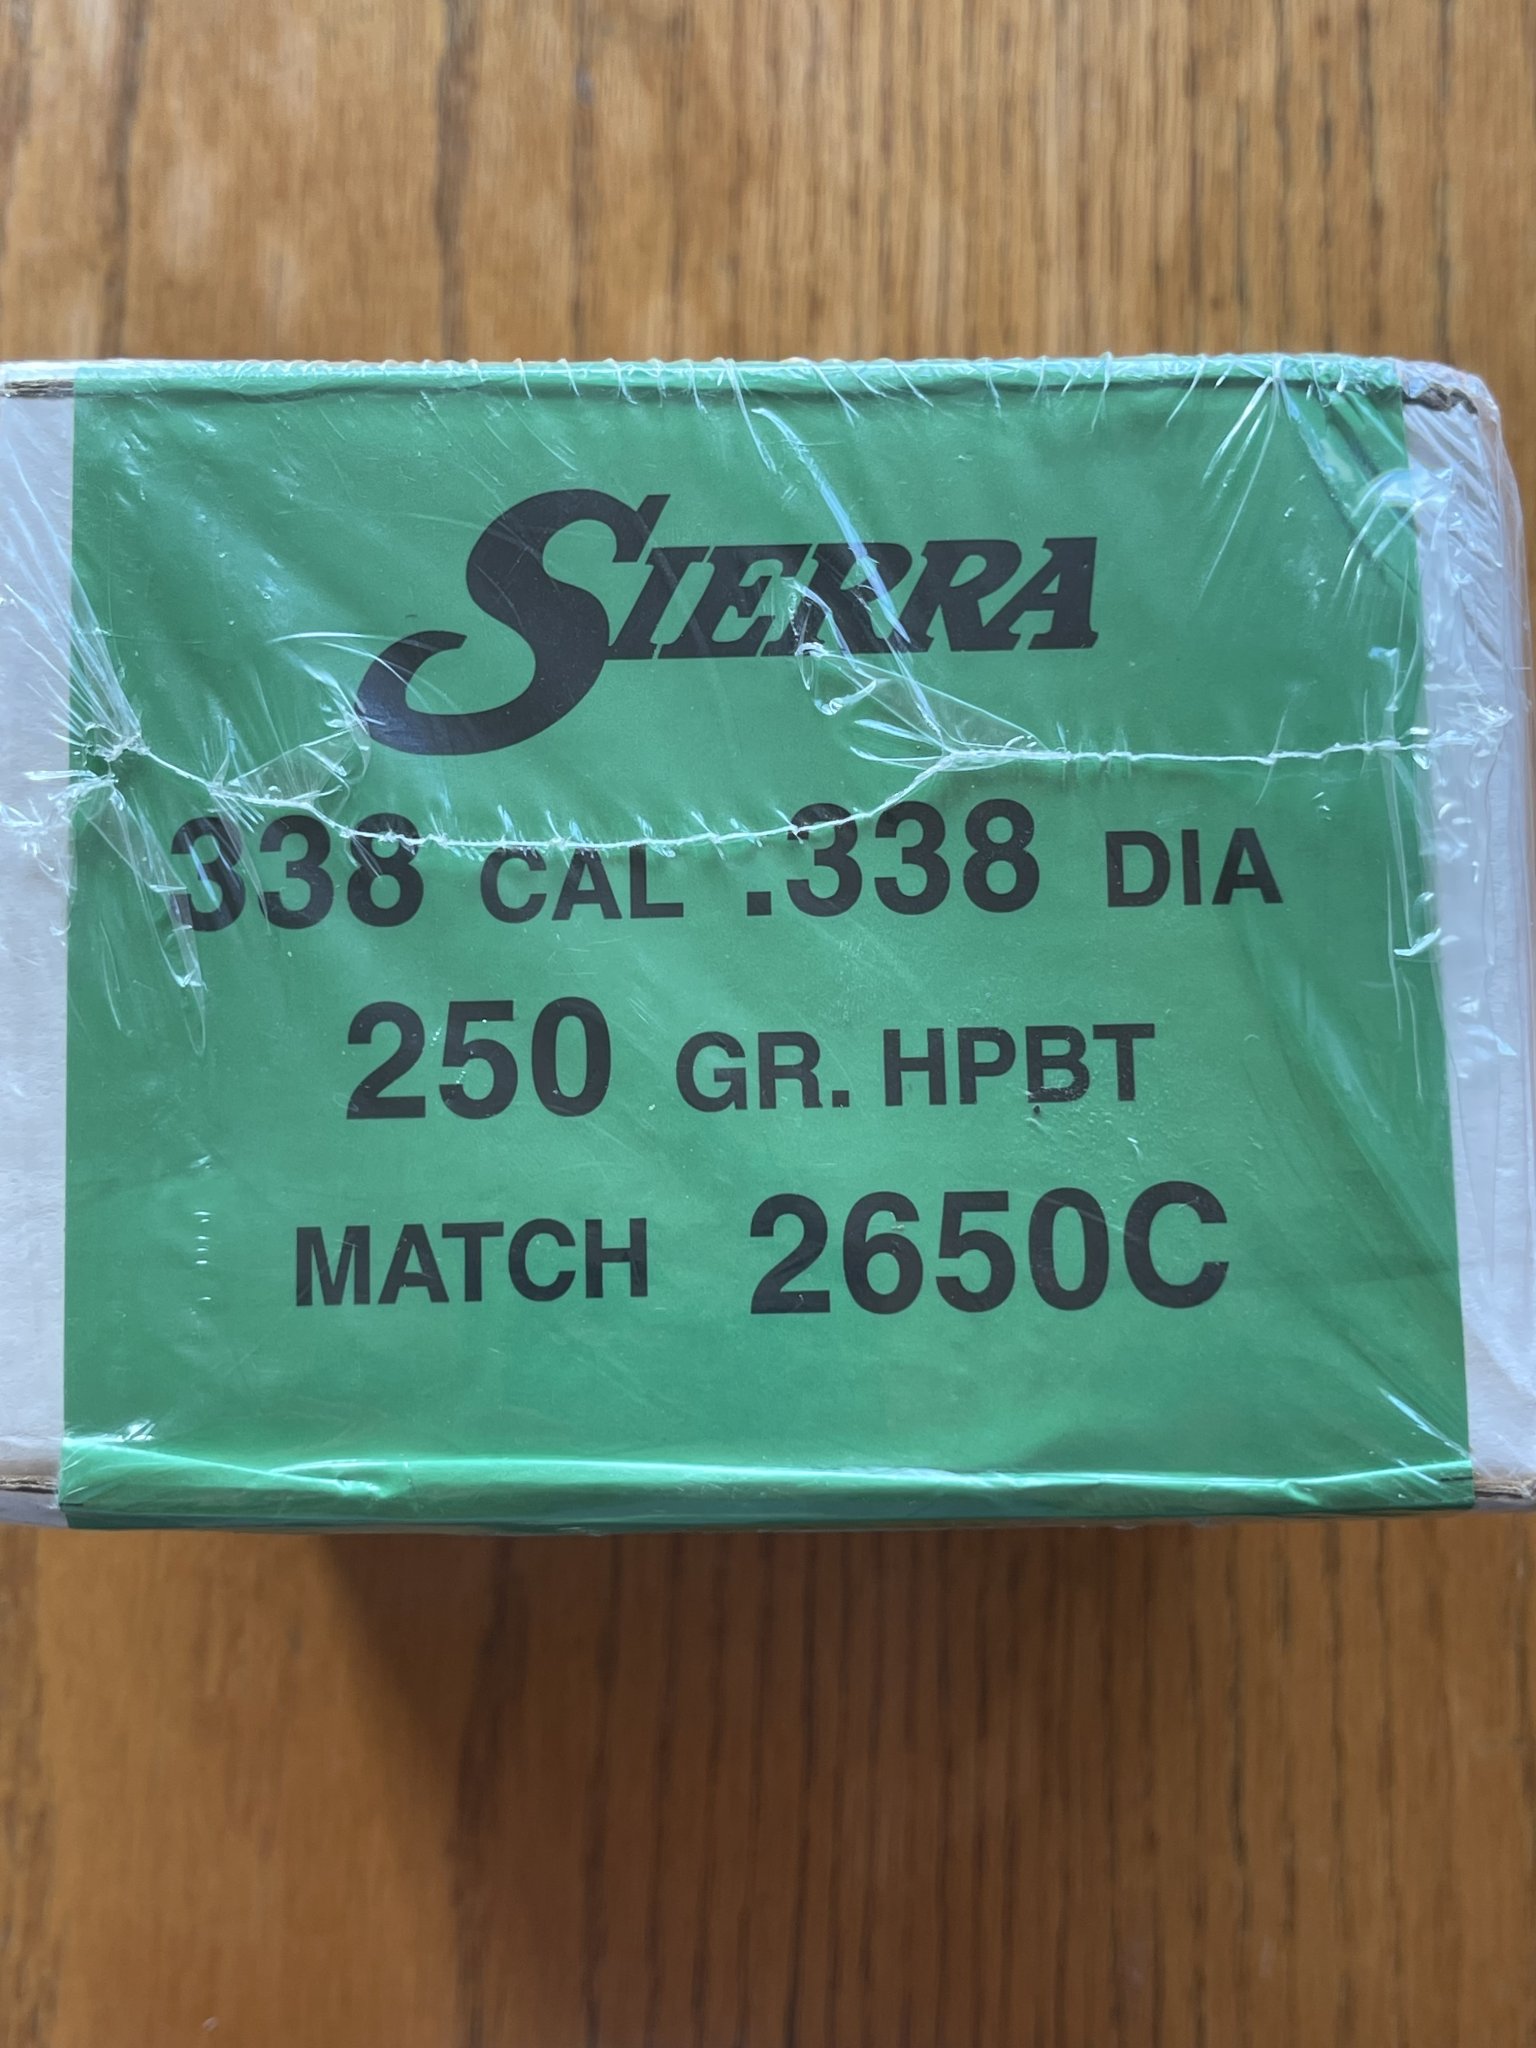 SIERRA
338 CAL .338 DIA
250 GR. HPBT
MATCH 2650C